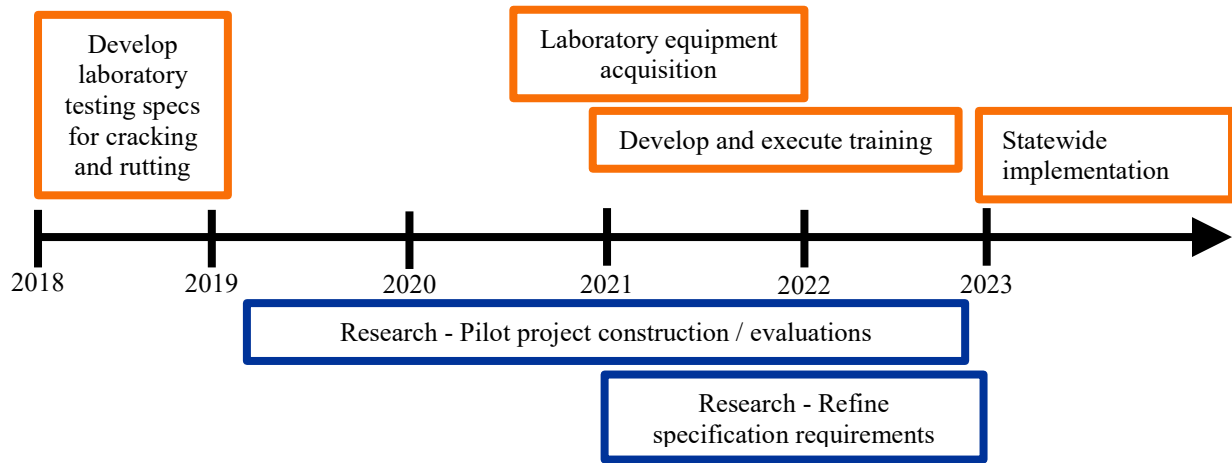 Develop
laboratory
testing specs
for cracking
and rutting
Laboratory equipment
acquisition
Develop and execute training
Statewide
implementation
2018
2019
2020
2021
2022
2023
Research - Pilot project construction / evaluations
Research - Refine
specification requirements